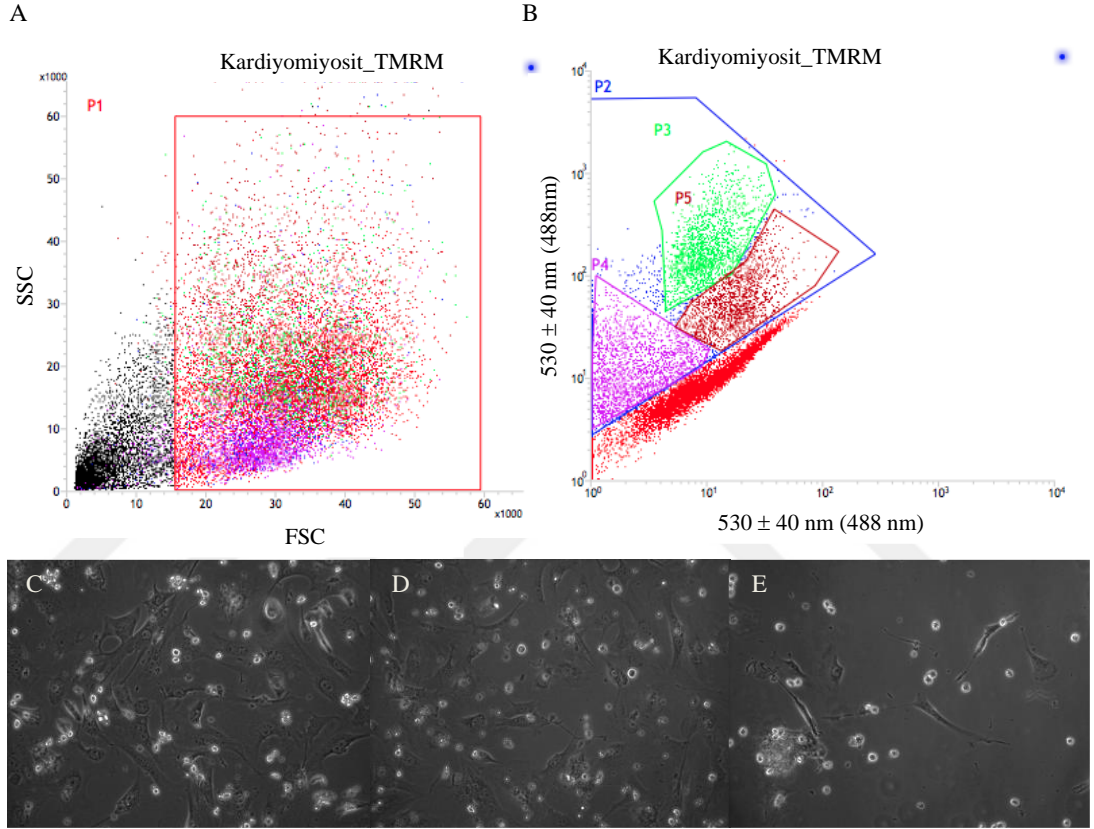 A
B
Kardiyomiyosit_TMRM
Kardiyomiyosit_TMRM
x1000
P1
60
50
40
30
20
10
0
SSC
0
10
20
30
40
50
60
x1000
FSC
10⁴
P2
P3
10³
P5
P4
10²
10¹
10⁰
530 ± 40 nm (488nm)
10⁰
10¹
10²
10³
10⁴
530 ± 40 nm (488 nm)
C
D
E